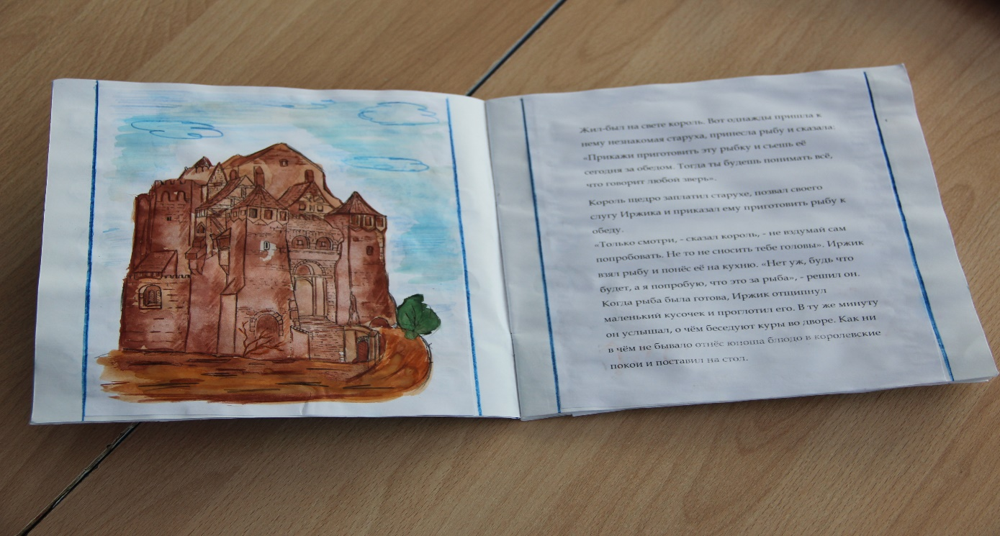 Жил-был на свете король. Вот однажды пришла к
нему незнакомая старуха, принесла рыбу и сказала:
«Прикажи приготовить эту рыбку и съешь её
сегодня за обедом. Тогда ты будешь понимать всё,
что говорит любой зверь».
Король щедро заплатил старухе, позвал своего
слугу Иржика и приказал ему приготовить рыбу к
обеду.
«Только смотри, - сказал король, - не вздумай сам
попробовать. Не то не сносить тебе головы». Иржик
взял рыбу и понёс её на кухню. «Нет уж, будь что
будет, а я попробую, что это за рыба», - решил он.
Когда рыба была готова, Иржик отщипнул
маленький кусочек и проглотил его. В ту же минуту
он услышал, о чём беседуют куры во дворе. Как ни
в чём не бывало отнёс юноша блюдо в королевские
покои и поставил на стол.